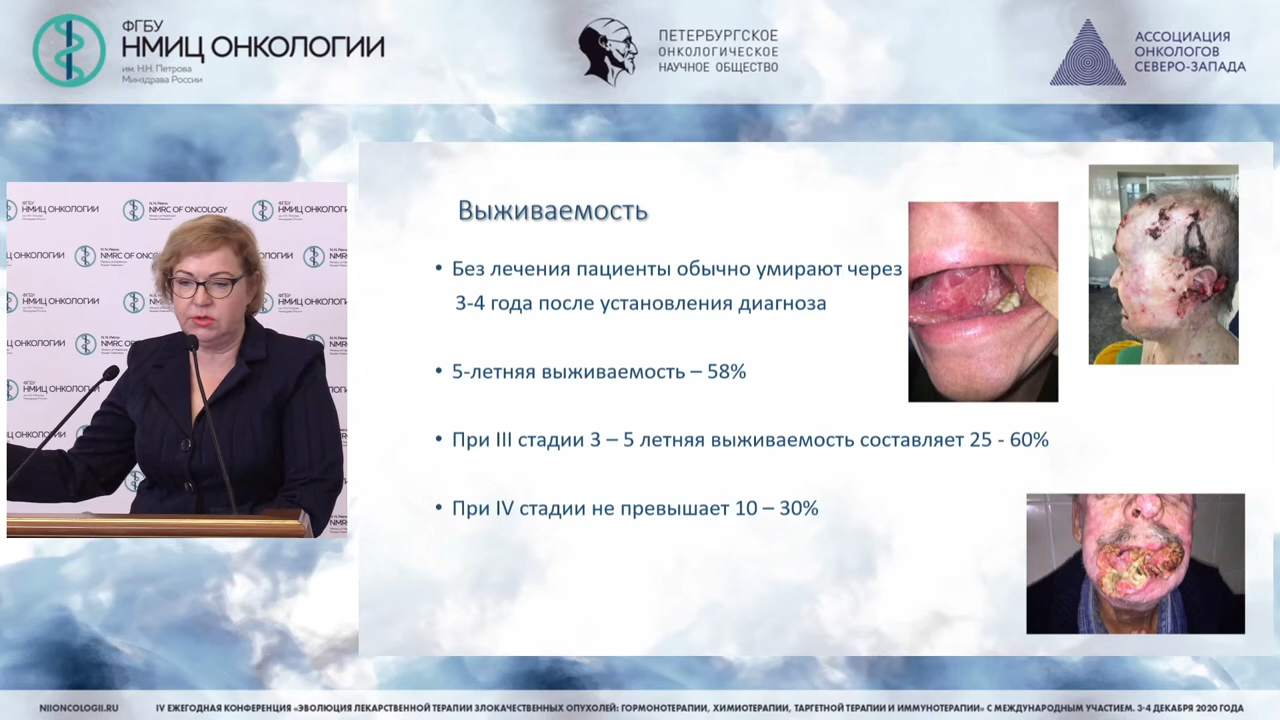 ФГБУ
НМИЦ ОНКОЛОГИИ
им. Н.Н. Петрова
Минздрава России
ПЕТЕРБУРГСКОЕ
ОНКОЛОГИЧЕСКОЕ
НАУЧНОЕ ОБЩЕСТВО
АССОЦИАЦИЯ
ОНКОЛОГОВ
СЕВЕРО-ЗАПАДА
NMRC OF ONCOLOGY
Выживаемость
• Без лечения пациенты обычно умирают через
3-4 года после установления диагноза
• 5-летняя выживаемость – 58%
• При III стадии 3 – 5 летняя выживаемость составляет 25 - 60%
• При IV стадии не превышает 10 – 30%
NIIONCOLOGII.RU
IV ЕЖЕГОДНАЯ КОНФЕРЕНЦИЯ «ЭВОЛЮЦИЯ ЛЕКАРСТВЕННОЙ ТЕРАПИИ ЗЛОКАЧЕСТВЕННЫХ ОПУХОЛЕЙ: ГОРМОНОТЕРАПИИ, ХИМИОТЕРАПИИ, ТАРГЕТНОЙ ТЕРАПИИ И ИММУНОТЕРАПИИ» С МЕЖДУНАРОДНЫМ УЧАСТИЕМ. 3-4 ДЕКАБРЯ 2020 ГОДА